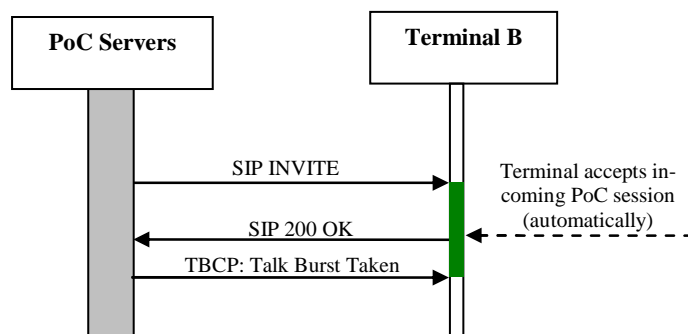 PoC Servers
Terminal B
SIP INVITE
Terminal accepts in-
coming PoC session
(automatically)
SIP 200 OK
TBCP: Talk Burst Taken